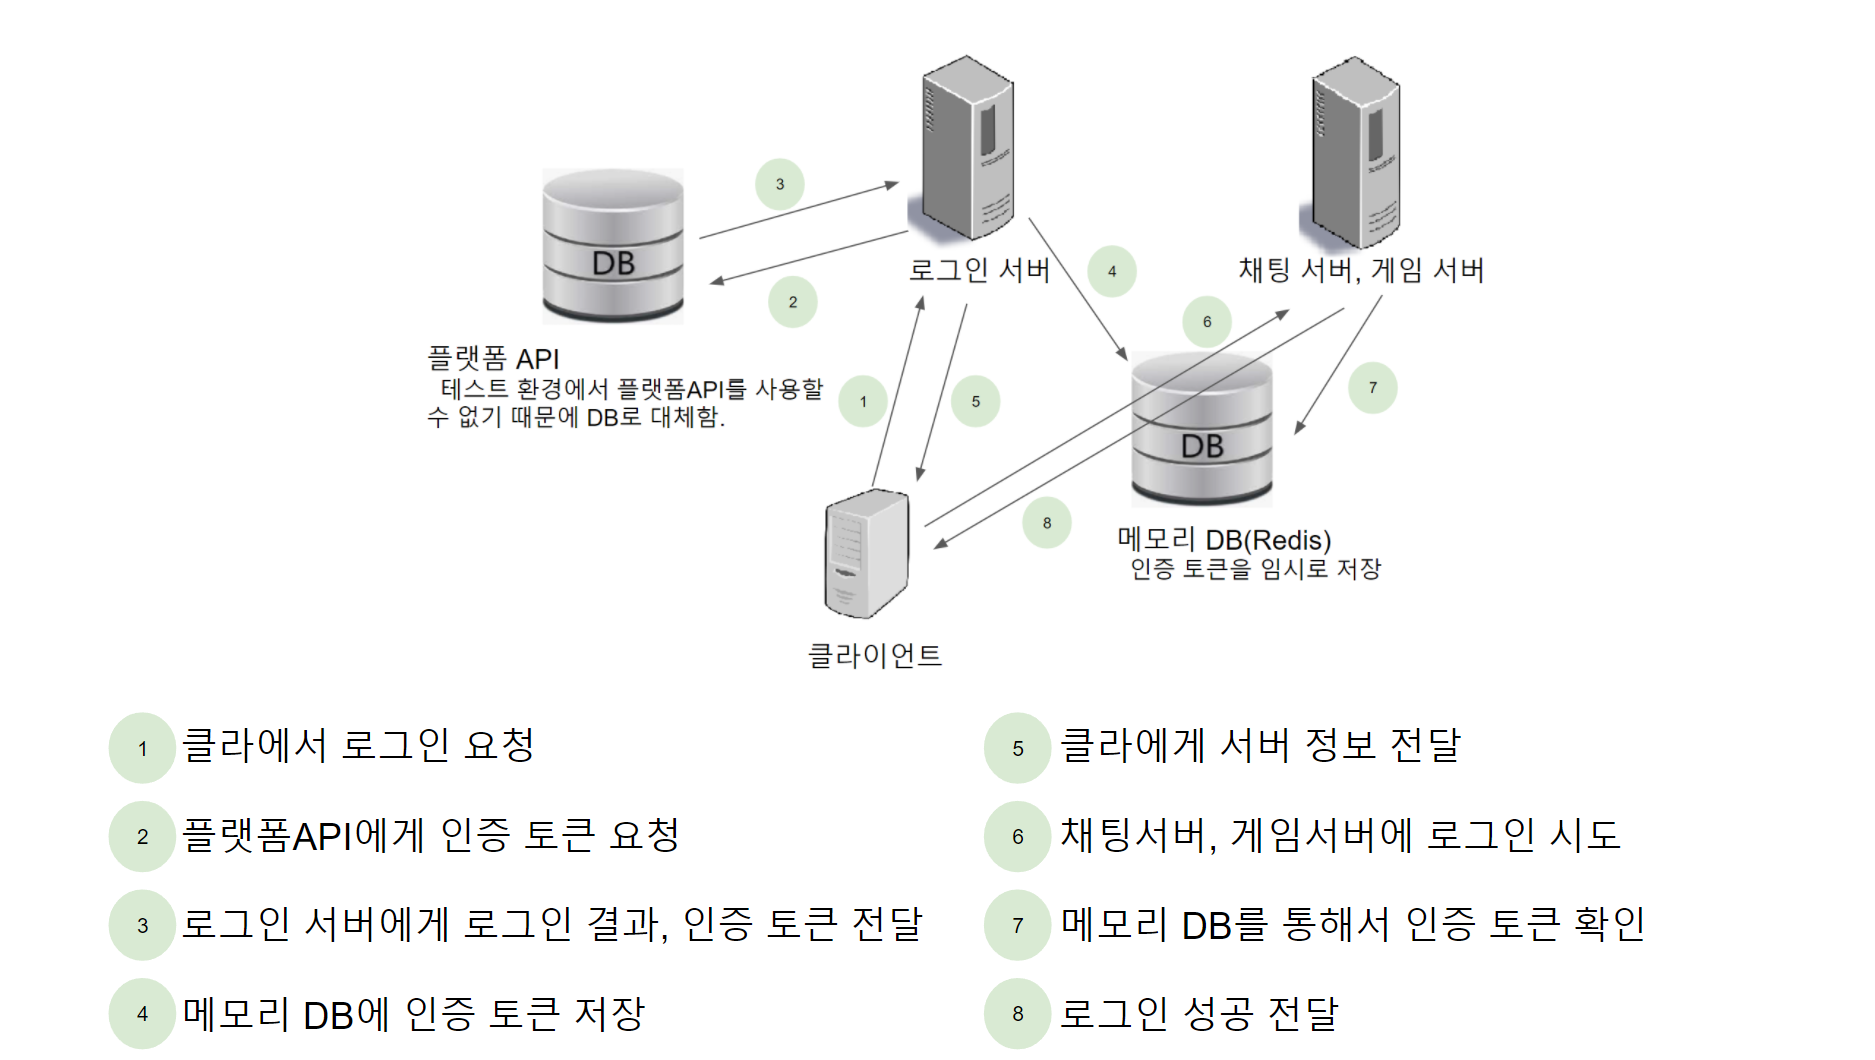 3
DB
2
로그인 서버
4
채팅 서버, 게임 서버
6
플랫폼 API
테스트 환경에서 플랫폼API를 사용할
수 없기 때문에 DB로 대체함.
1
5
7
DB
8
메모리 DB(Redis)
인증 토큰을 임시로 저장
클라이언트
1 클라에서 로그인 요청
2 플랫폼API에게 인증 토큰 요청
3 로그인 서버에게 로그인 결과, 인증 토큰 전달
4 메모리 DB에 인증 토큰 저장
5 클라에게 서버 정보 전달
6 채팅서버, 게임서버에 로그인 시도
7 메모리 DB를 통해서 인증 토큰 확인
8 로그인 성공 전달